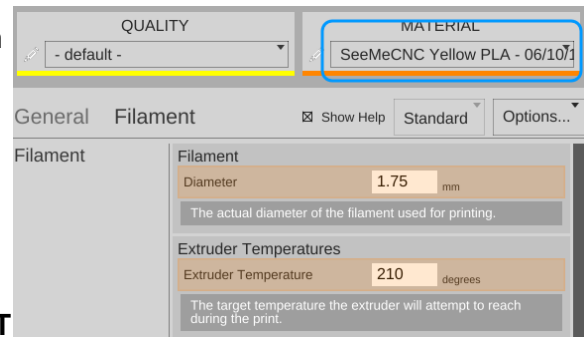 QUALITY
MATERIAL
- default -
SeeMeCNC Yellow PLA - 06/10/1
General
Filament
Show Help
Standard
Options...
Filament
Filament
Diameter
1.75
mm
The actual diameter of the filament used for printing.
Extruder Temperatures
Extruder Temperature
210
degrees
The target temperature the extruder will attempt to reach
during the print.
T